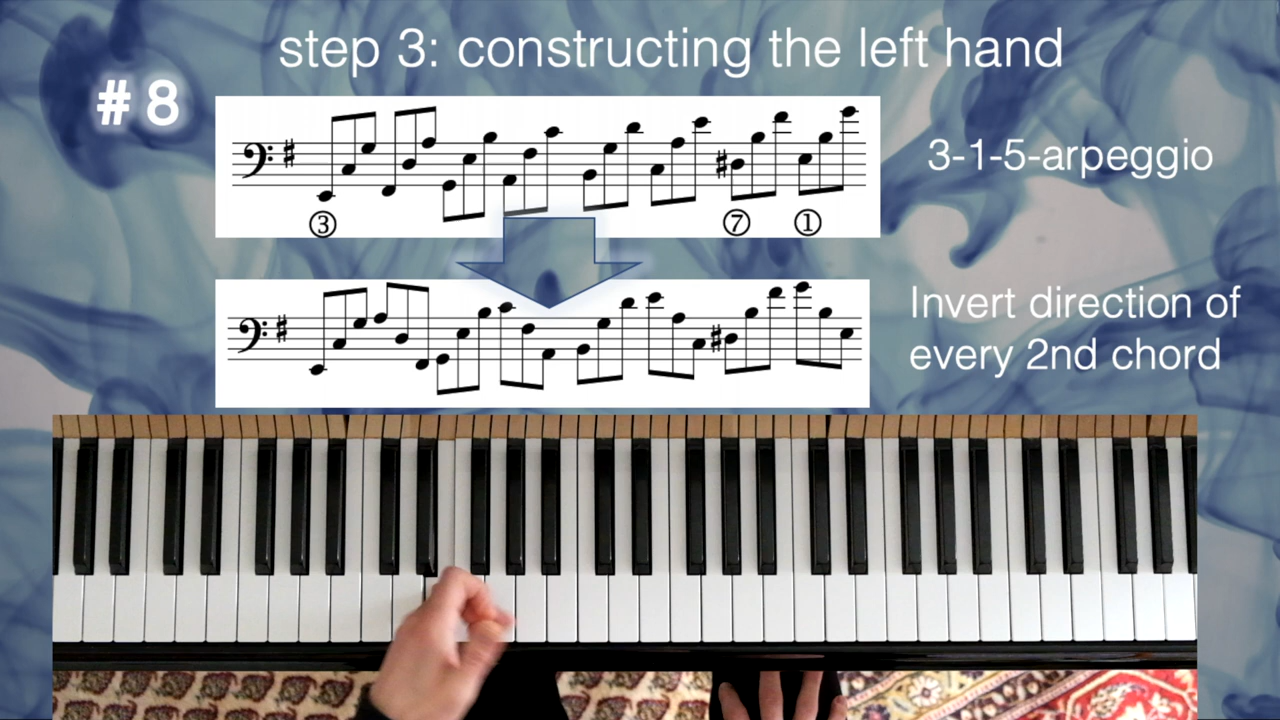 step 3: constructing the left hand
# 8
3-1-5-arpeggio
③ ⑦ ①
Invert direction of
every 2nd chord